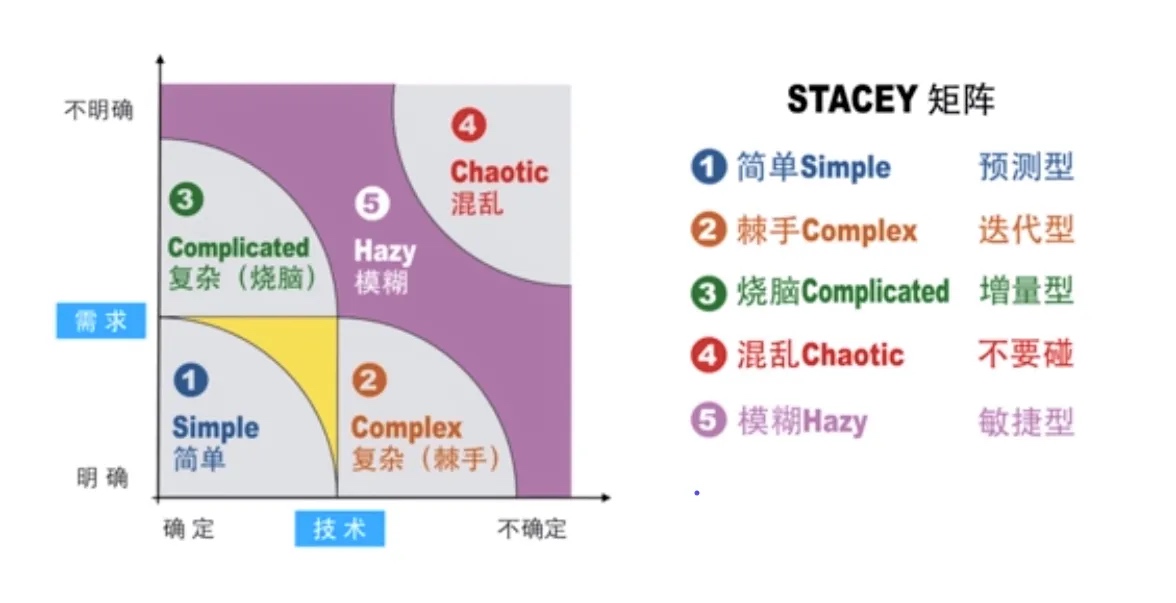 不明确
4
Chaotic
混乱
3
Complicated
复杂（烧脑）
5
Hazy
模糊
需 求
1
Simple
简单
2
Complex
复杂（棘手）
明 确
确 定
技 术
不确定
STACEY 矩阵
1 简单Simple 预测型
2 棘手Complex 迭代型
3 烧脑Complicated 增量型
4 混乱Chaotic 不要碰
5 模糊Hazy 敏捷型